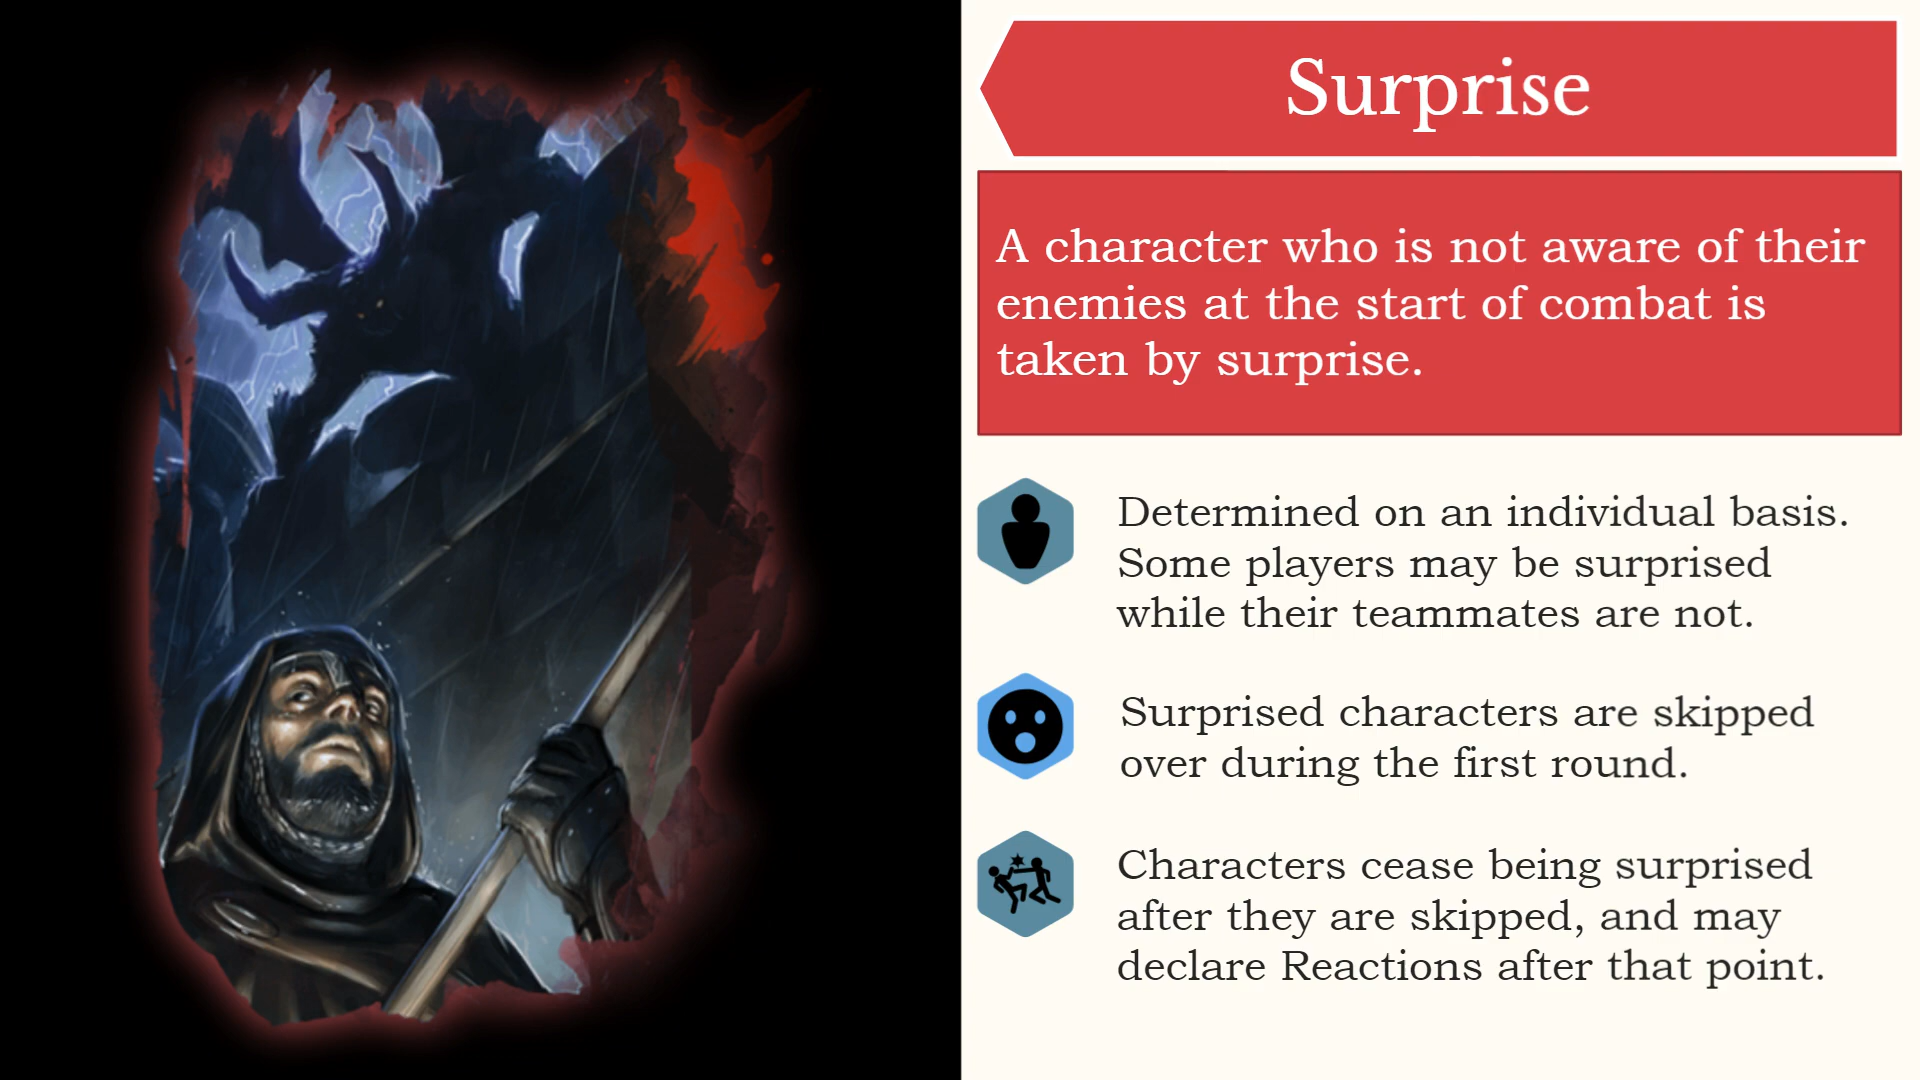 Surprise
A character who is not aware of their
enemies at the start of combat is
taken by surprise.
Determined on an individual basis.
Some players may be surprised
while their teammates are not.
Surprised characters are skipped
over during the first round.
Characters cease being surprised
after they are skipped, and may
declare Reactions after that point.